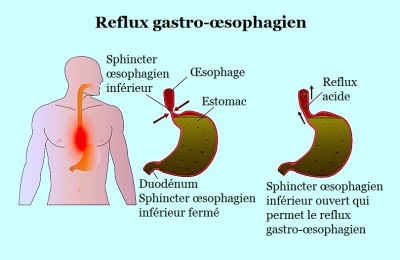 Reflux gastro-œsophagien
Sphincter
œsophagien
inférieur
Œsophage
Estomac
Reflux
acide
Duodénum
Sphincter œsophagien
inférieur fermé
Sphincter œsophagien
inférieur ouvert qui
permet le reflux
gastro-œsophagien